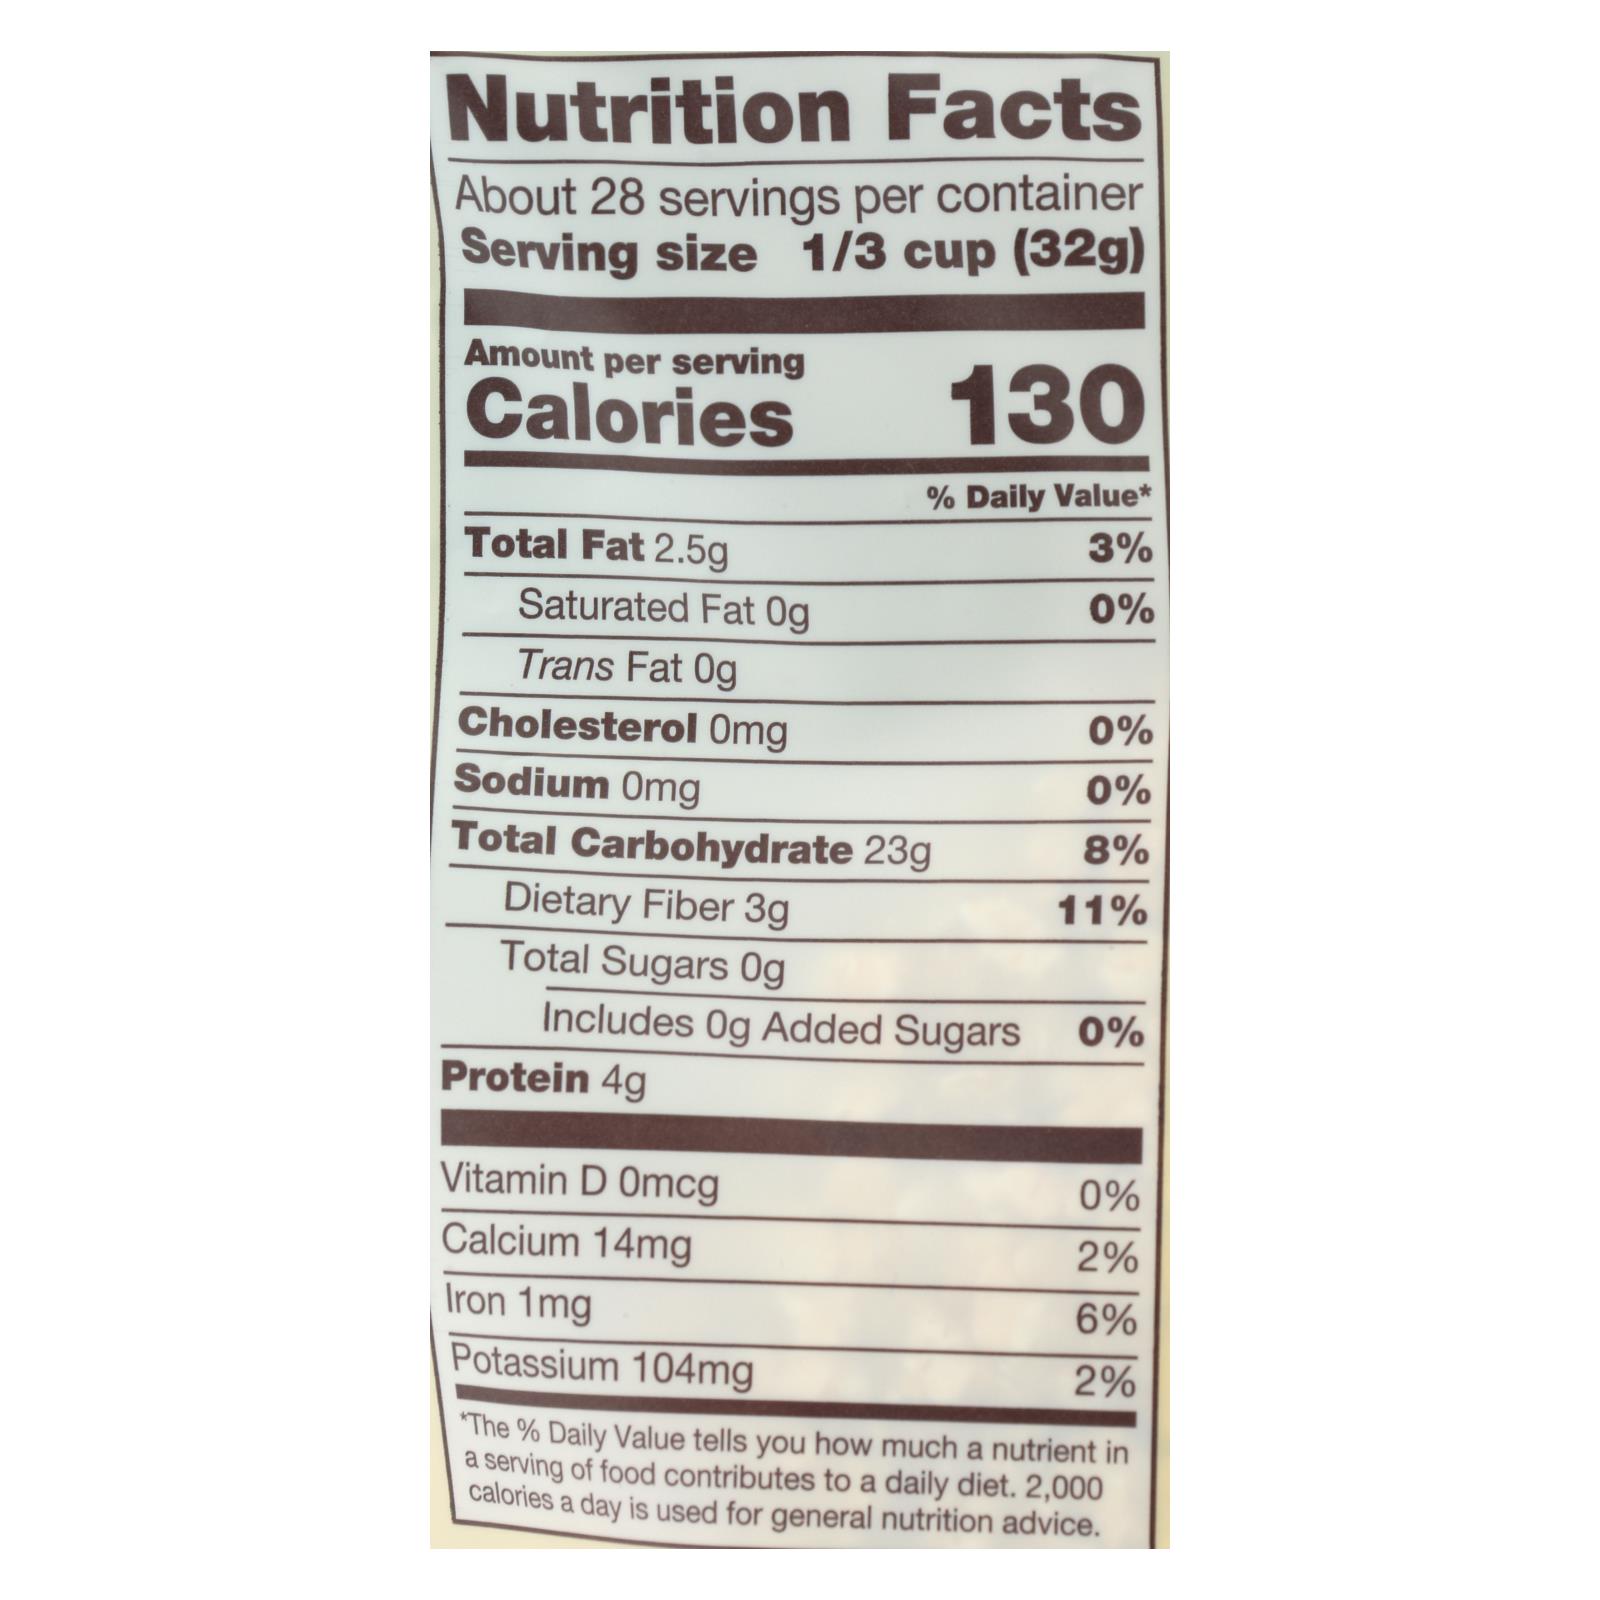 Nutrition Facts
About 28 servings per container
Serving size 1/3 cup (32g)
Amount per serving
Calories 130
% Daily Value*
Total Fat 2.5g 3%
Saturated Fat 0g 0%
Trans Fat 0g
Cholesterol 0mg 0%
Sodium 0mg 0%
Total Carbohydrate 23g 8%
Dietary Fiber 3g 11%
Total Sugars 0g
Includes 0g Added Sugars 0%
Protein 4g
Vitamin D 0mcg 0%
Calcium 14mg 2%
Iron 1mg 6%
Potassium 104mg 2%
*The % Daily Value tells you how much a nutrient in
a serving of food contributes to a daily diet. 2,000
calories a day is used for general nutrition advice.